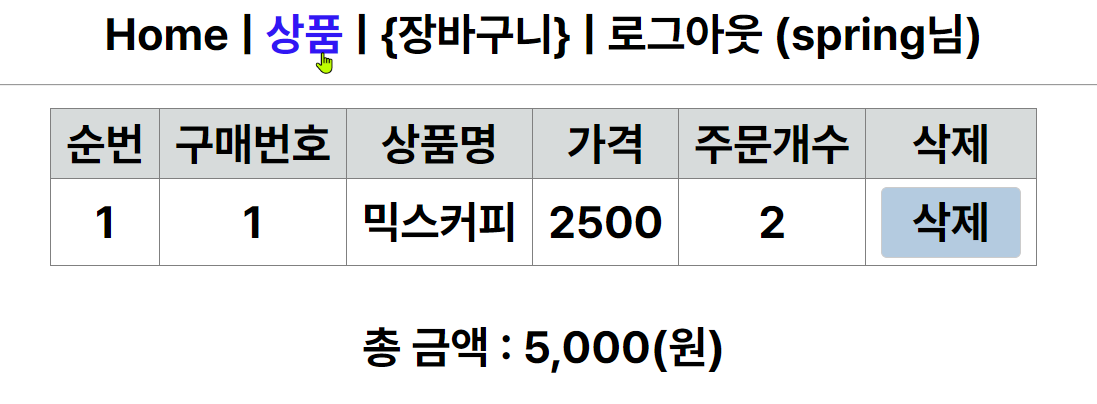 Home | 상품 | {장바구니} | 로그아웃 (spring님)
순번 구매번호 상품명 가격 주문개수 삭제
1 1 믹스커피 2500 2 삭제
총 금액 : 5,000(원)